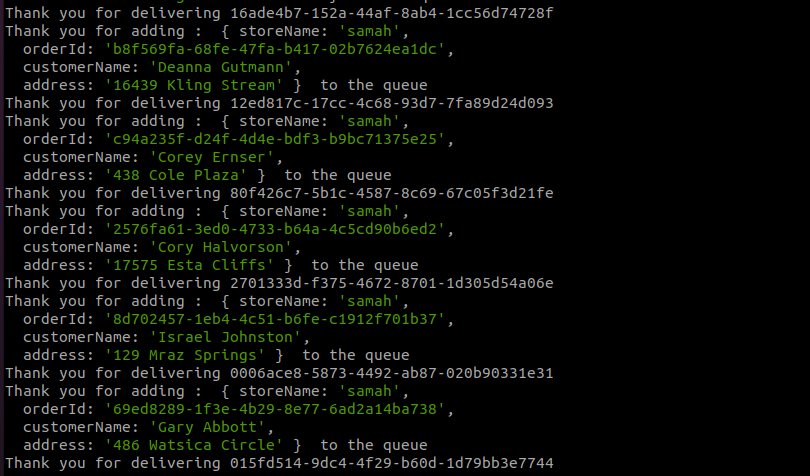 Thank you for delivering 16ade4b7-152a-44af-8ab4-1cc56d74728f
Thank you for adding :  { storeName: 'samah',
  orderId: 'b8f569fa-68fe-47fa-b417-02b7624ea1dc',
  customerName: 'Deanna Gutmann',
  address: '16439 Kling Stream' }  to the queue
Thank you for delivering 12ed817c-17cc-4c68-93d7-7fa89d24d093
Thank you for adding :  { storeName: 'samah',
  orderId: 'c94a235f-d24f-4d4e-bdf3-b9bc71375e25',
  customerName: 'Corey Ernser',
  address: '438 Cole Plaza' }  to the queue
Thank you for delivering 80f426c7-5b1c-4587-8c69-67c05f3d21fe
Thank you for adding :  { storeName: 'samah',
  orderId: '2576fa61-3ed0-4733-b64a-4c5cd90b6ed2',
  customerName: 'Cory Halvorson',
  address: '17575 Esta Cliffs' }  to the queue
Thank you for delivering 2701333d-f375-4672-8701-1d305d54a06e
Thank you for adding :  { storeName: 'samah',
  orderId: '8d702457-1eb4-4c51-b6fe-c1912f701b37',
  customerName: 'Israel Johnston',
  address: '129 Mraz Springs' }  to the queue
Thank you for delivering 0006ace8-5873-4492-ab87-020b90331e31
Thank you for adding :  { storeName: 'samah',
  orderId: '69ed8289-1f3e-4b29-8e77-6ad2a14ba738',
  customerName: 'Gary Abbott',
  address: '486 Watsica Circle' }  to the queue
Thank you for delivering 015fd514-9dc4-4f29-b60d-1d79bb3e7744